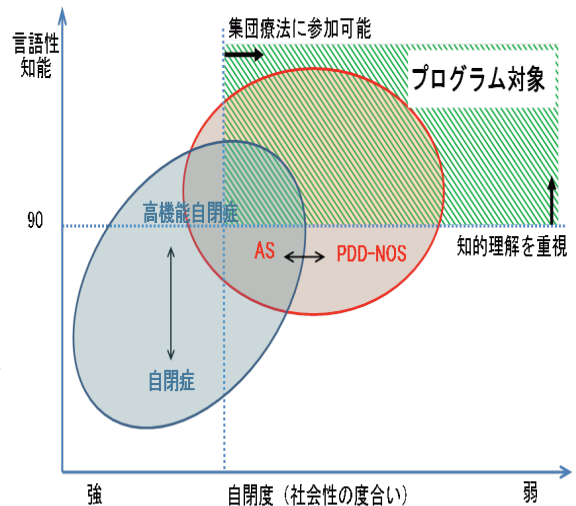 言語性
知能
集団療法に参加可能
プログラム対象
90
高機能自閉症
AS
PDD-NOS
知的理解を重視
自閉症
強
自閉度（社会性の度合い）
弱